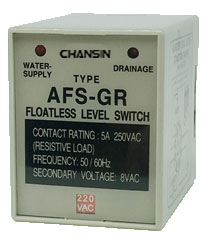 CHANSIN
WATER-
SUPPLY
DRAINAGE
TYPE
AFS-GR
FLOATLESS LEVEL SWITCH
CONTACT RATING : 5A 250VAC
(RESISTIVE LOAD)
FREQUENCY: 50 / 60Hz
SECONDARY VOLTAGE: 8VAC
220
VAC